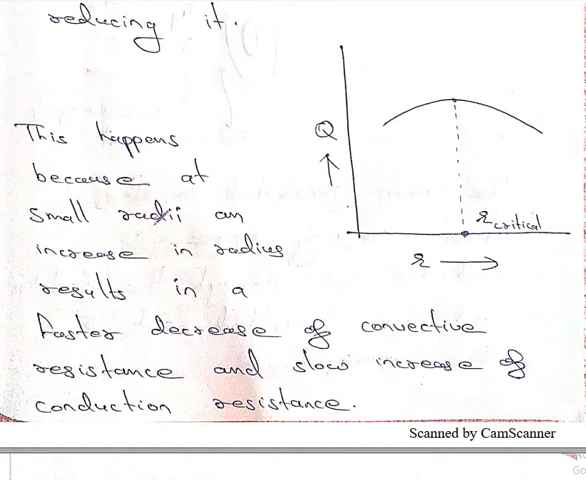 reducing it.
This happens
because at
small radii an
increase in radius
results in a
faster decrease of convective
resistance and slow increase of
conduction resistance.
Q
r critical
r
Scanned by CamScanner
Go